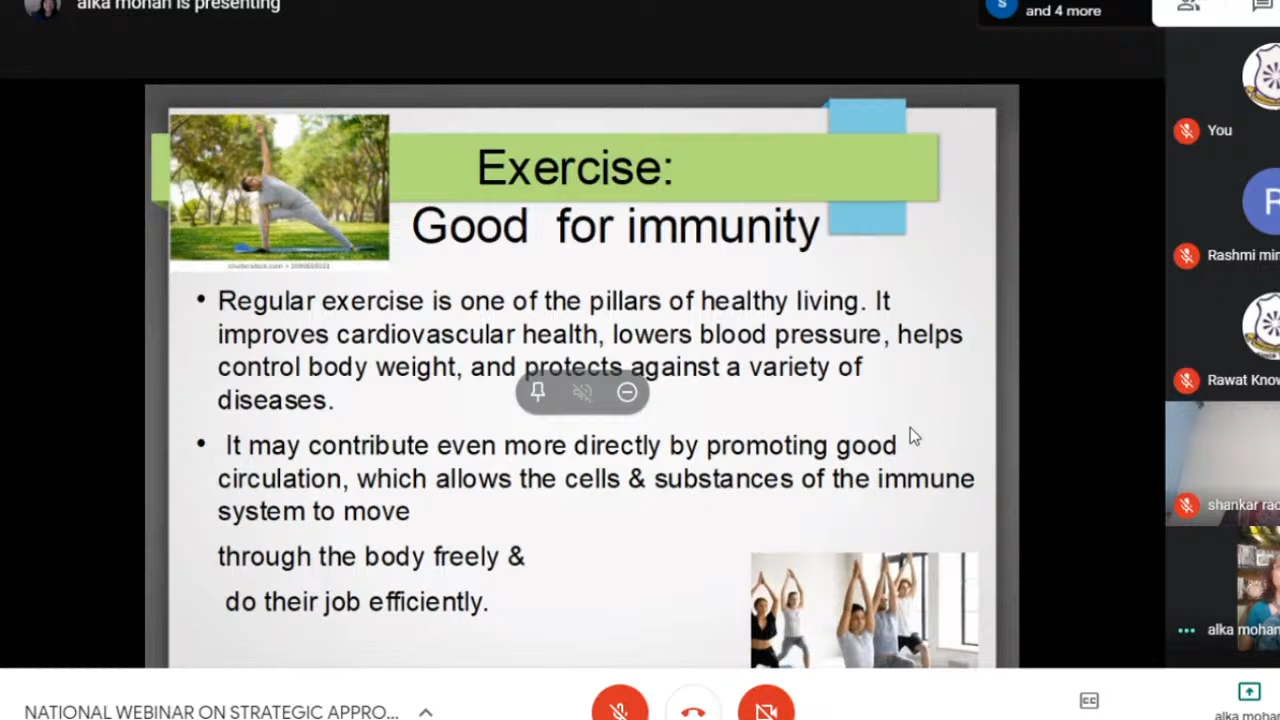 alka mohan is presenting
S
and 4 more
You
Exercise:
Good for immunity
R
Rashmi
• Regular exercise is one of the pillars of healthy living. It
improves cardiovascular health, lowers blood pressure, helps
control body weight, and protects against a variety of
diseases.
Rawat
• It may contribute even more directly by promoting good
circulation, which allows the cells & substances of the immune
system to move
shankar
through the body freely &
do their job efficiently.
alka mohan
NATIONAL WEBINAR ON STRATEGIC APPRO...
CC
alka